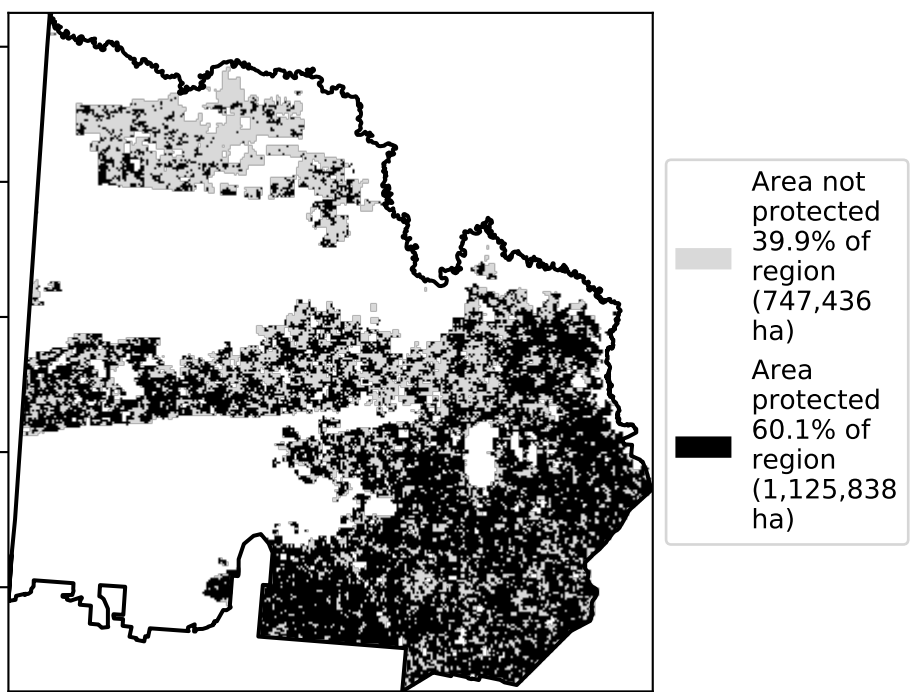 Area not
protected
39.9% of
region
(747,436
ha)
Area
protected
60.1% of
region
(1,125,838
ha)